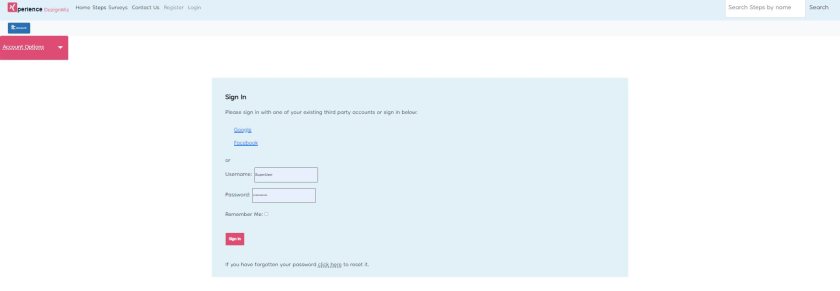 Xperience DesignWiz Home Steps Surveys Contact Us Register Login Search Steps by name Search
Account Options
Sign In
Please sign in with one of your existing third party accounts or sign in below:
Google
Facebook
or
Username: SuperUser
Password:
Remember Me:
Sign In
If you have forgotten your password click here to reset it.